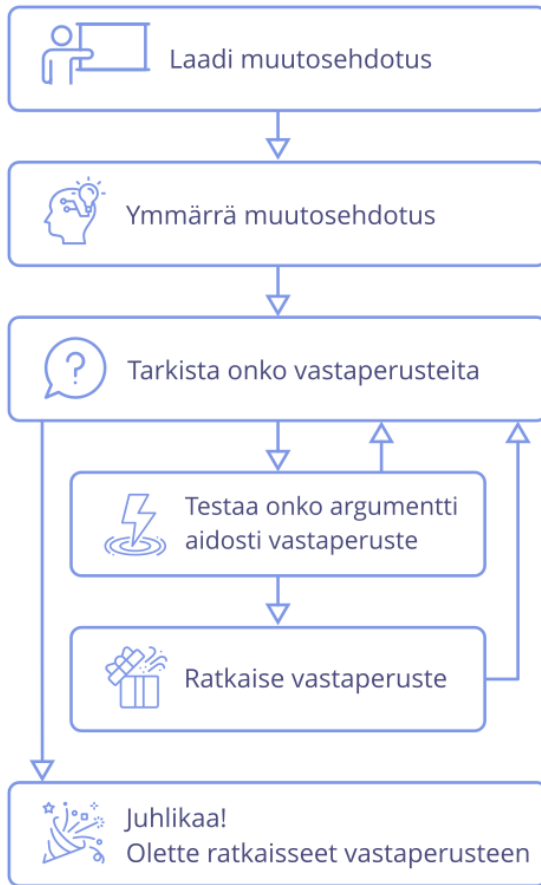 Laadi muutosehdotus
Ymmärrä muutosehdotus
?
Tarkista onko vastaperusteita
Testaa onko argumentti
aidosti vastaperuste
Ratkaise vastaperuste
Juhlikaa!
Olette ratkaisseet vastaperusteen